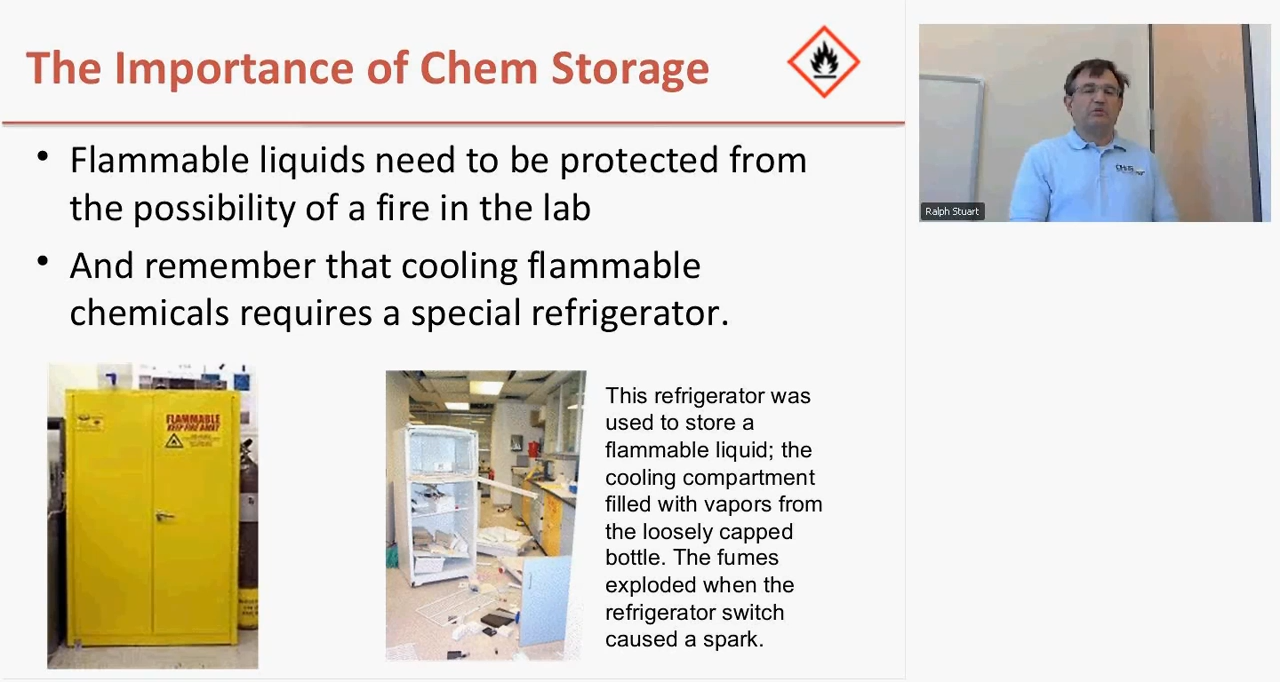 The Importance of Chem Storage
• Flammable liquids need to be protected from
the possibility of a fire in the lab
• And remember that cooling flammable
chemicals requires a special refrigerator.
FLAMMABLE
KEEP FIRE AWAY
This refrigerator was
used to store a
flammable liquid; the
cooling compartment
filled with vapors from
the loosely capped
bottle. The fumes
exploded when the
refrigerator switch
caused a spark.
Ralph Stuart